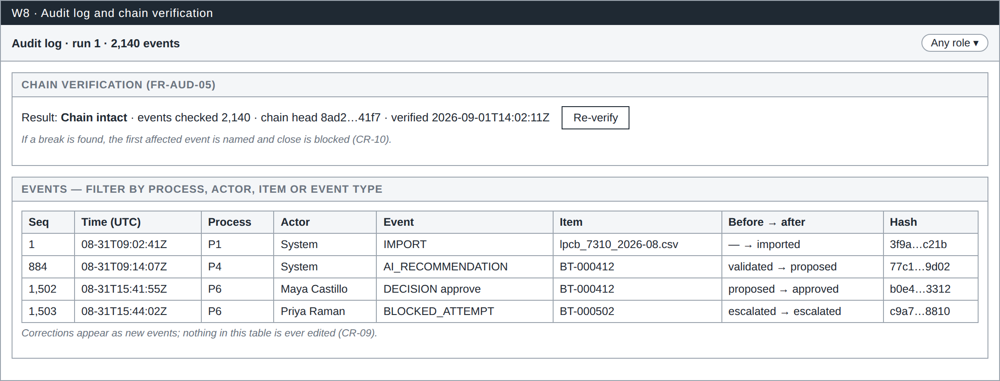 W8 · Audit log and chain verification
Audit log · run 1 · 2,140 events
Any role ▾
CHAIN VERIFICATION (FR-AUD-05)
Result: Chain intact · events checked 2,140 · chain head 8ad2…41f7 · verified 2026-09-01T14:02:11Z
Re-verify
If a break is found, the first affected event is named and close is blocked (CR-10).
EVENTS — FILTER BY PROCESS, ACTOR, ITEM OR EVENT TYPE
Seq Time (UTC) Process Actor Event Item Before → after Hash
1 08-31T09:02:41Z P1 System IMPORT lpcb_7310_2026-08.csv — → imported 3f9a…c21b
884 08-31T09:14:07Z P4 System AI_RECOMMENDATION BT-000412 validated → proposed 77c1…9d02
1,502 08-31T15:41:55Z P6 Maya Castillo DECISION approve BT-000412 proposed → approved b0e4…3312
1,503 08-31T15:44:02Z P6 Priya Raman BLOCKED_ATTEMPT BT-000502 escalated → escalated c9a7…8810
Corrections appear as new events; nothing in this table is ever edited (CR-09).